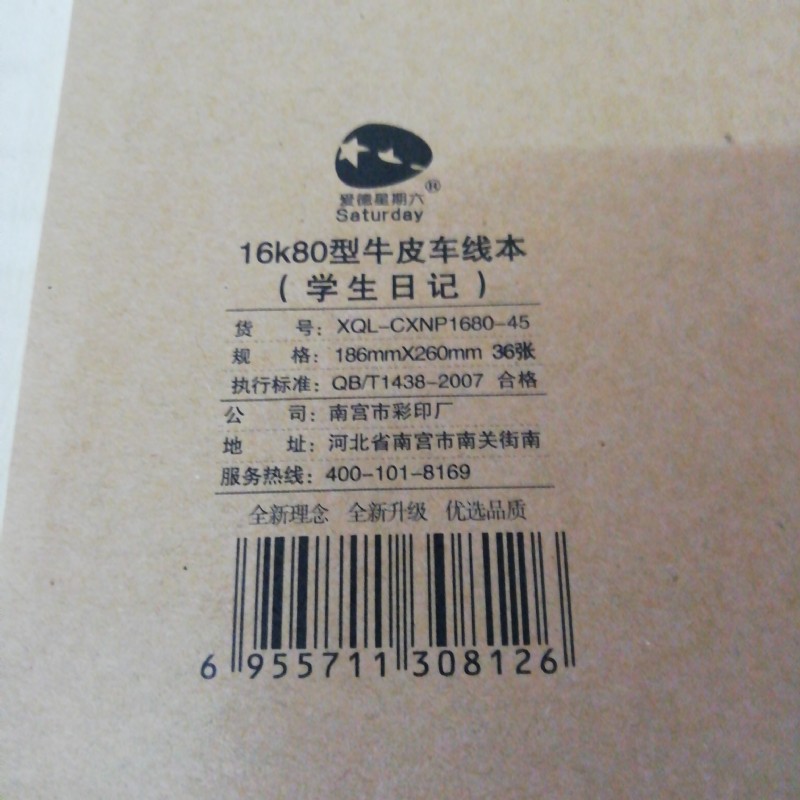 爱德星期六®
Saturday
16k80型牛皮车线本
(学生日记)
货 号: XQL-CXNP1680-45
规 格: 186mmX260mm 36张
执行标准: QB/T1438-2007 合格
公 司: 南宫市彩印厂
地 址: 河北省南宫市南关街南
服务热线: 400-101-8169
全新理念 全新升级 优选品质
6 955711 308126